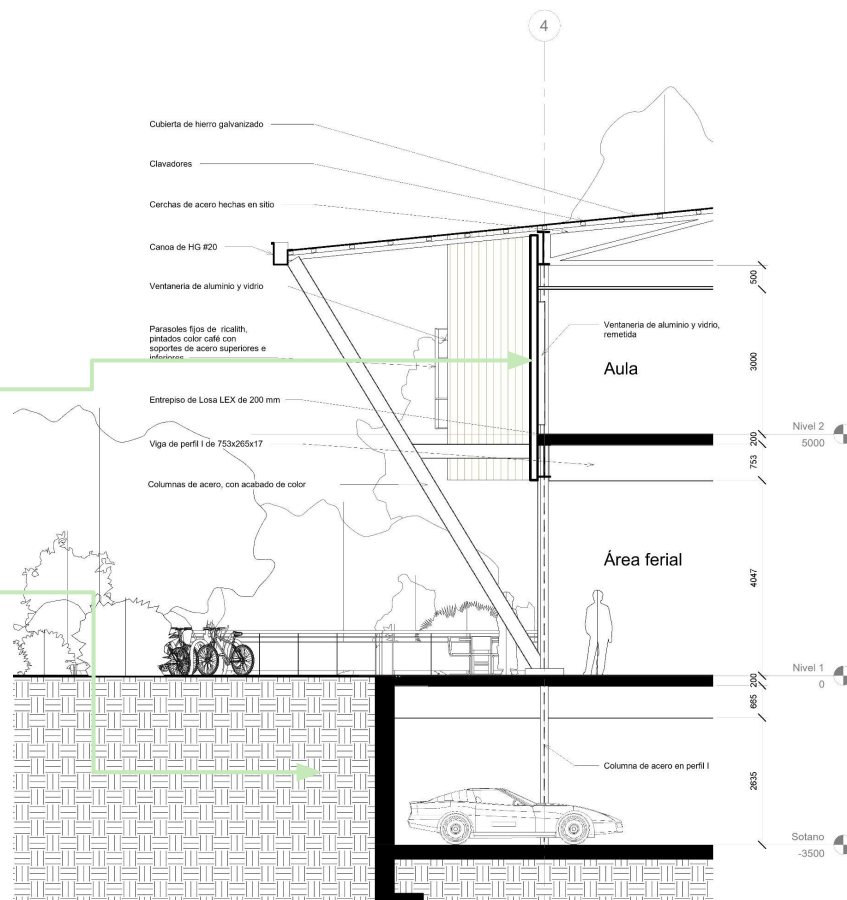 4
Cubierta de hierro galvanizado
Clavadores
Cerchas de acero hechas en sitio
Canoa de HG #20
Ventaneria de aluminio y vidrio
Parasoles fijos de ricalith,
pintados color café con
soportes de acero superiores e
inferiores
Entrepiso de Losa LEX de 200 mm
Viga de perfil I de 753x265x17
Columnas de acero, con acabado de color
Ventaneria de aluminio y vidrio,
remetida
Aula
Área ferial
Columna de acero en perfil I
500
3000
200
753
4047
200
665
2635
Nivel 2
5000
Nivel 1
0
Sotano
-3500